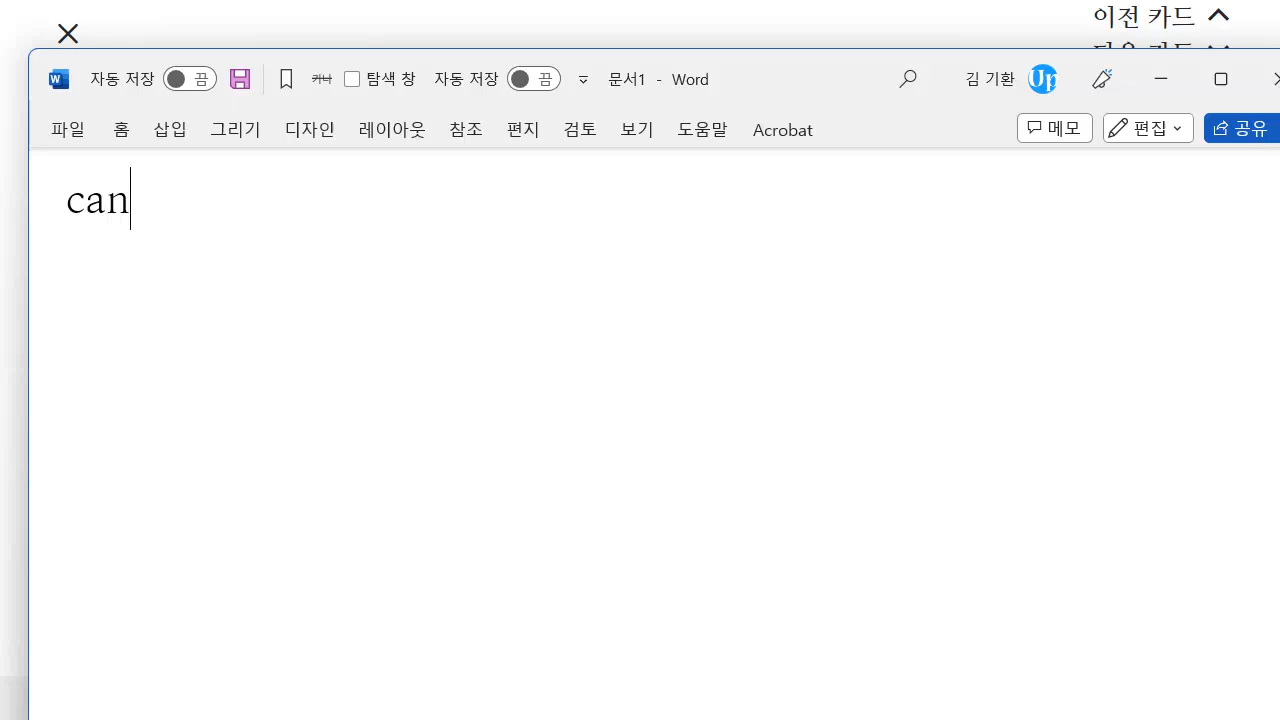 이전 카드
자동 저장 끔 가나 탐색 창 자동 저장 끔 문서1 - Word 김 기환 Up
파일 홈 삽입 그리기 디자인 레이아웃 참조 편지 검토 보기 도움말 Acrobat 메모 편집 공유
can